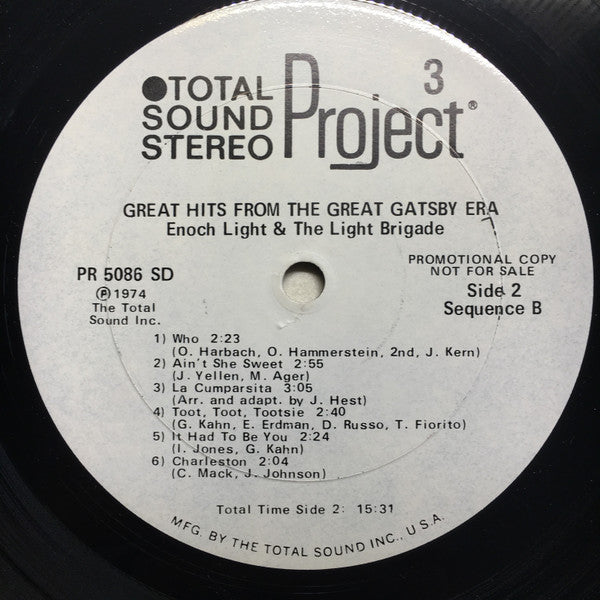 ●TOTAL
SOUND
STEREO
Project 3®
GREAT HITS FROM THE GREAT GATSBY ERA
Enoch Light & The Light Brigade
PR 5086 SD
Ⓟ1974
The Total
Sound Inc.
PROMOTIONAL COPY
NOT FOR SALE
Side 2
Sequence B
1) Who 2:23
(O. Harbach, O. Hammerstein, 2nd, J. Kern)
2) Ain't She Sweet 2:55
(J. Yellen, M. Ager)
3) La Cumparsita 3:05
(Arr. and adapt. by J. Hest)
4) Toot, Toot, Tootsie 2:40
(G. Kahn, E. Erdman, D. Russo, T. Fiorito)
5) It Had To Be You 2:24
(I. Jones, G. Kahn)
6) Charleston 2:04
(C. Mack, J. Johnson)
Total Time Side 2: 15:31
MFG. BY THE TOTAL SOUND INC., U.S.A.